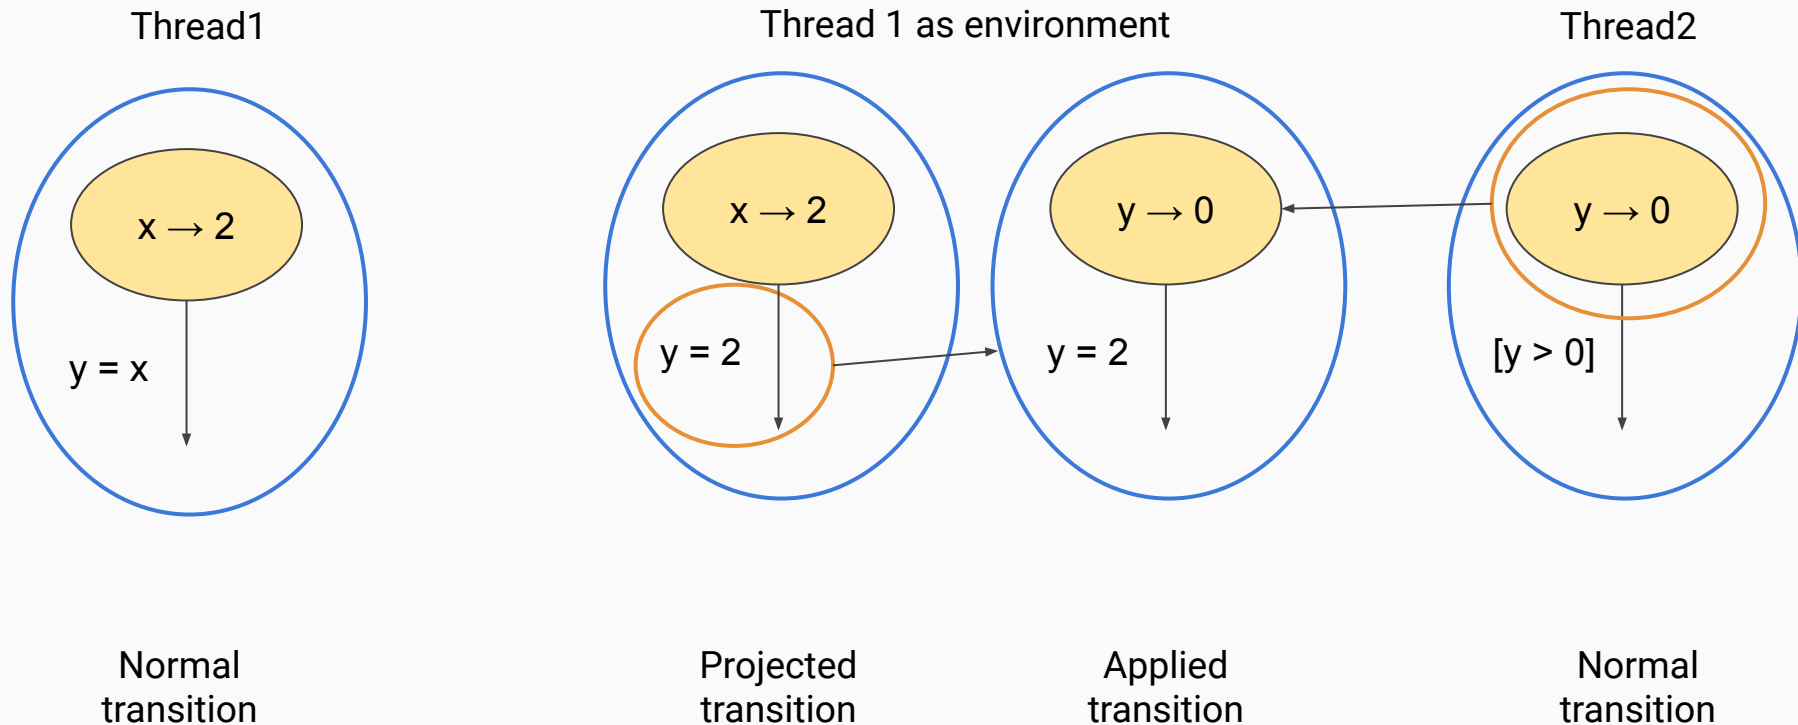 Thread1
Thread 1 as environment
Thread2
x → 2
x → 2
y → 0
y → 0
y = x
y = 2
y = 2
[y > 0]
Normal
transition
Projected
transition
Applied
transition
Normal
transition